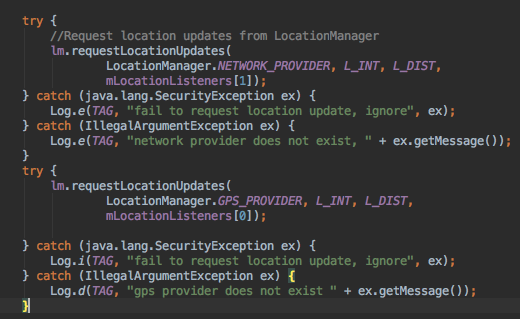 try {
//Request location updates from LocationManager
lm.requestLocationUpdates(
LocationManager.NETWORK_PROVIDER, L_INT, L_DIST,
mLocationListeners[1]);
} catch (java.lang.SecurityException ex) {
Log.e(TAG, "fail to request location update, ignore", ex);
} catch (IllegalArgumentException ex) {
Log.e(TAG, "network provider does not exist, " + ex.getMessage());
}
try {
lm.requestLocationUpdates(
LocationManager.GPS_PROVIDER, L_INT, L_DIST,
mLocationListeners[0]);
} catch (java.lang.SecurityException ex) {
Log.i(TAG, "fail to request location update, ignore", ex);
} catch (IllegalArgumentException ex) {
Log.d(TAG, "gps provider does not exist " + ex.getMessage());
}